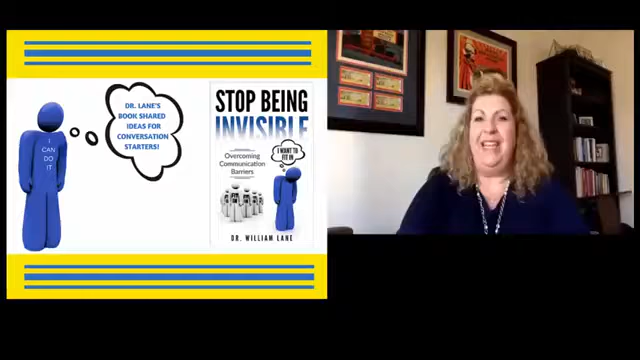 DR. LANE'S
BOOK SHARED
IDEAS FOR
CONVERSATION
STARTERS!
I
CAN
DO
IT
STOP BEING
INVISIBLE
I WANT TO
FIT IN
Overcoming
Communication
Barriers
DR. WILLIAM LANE